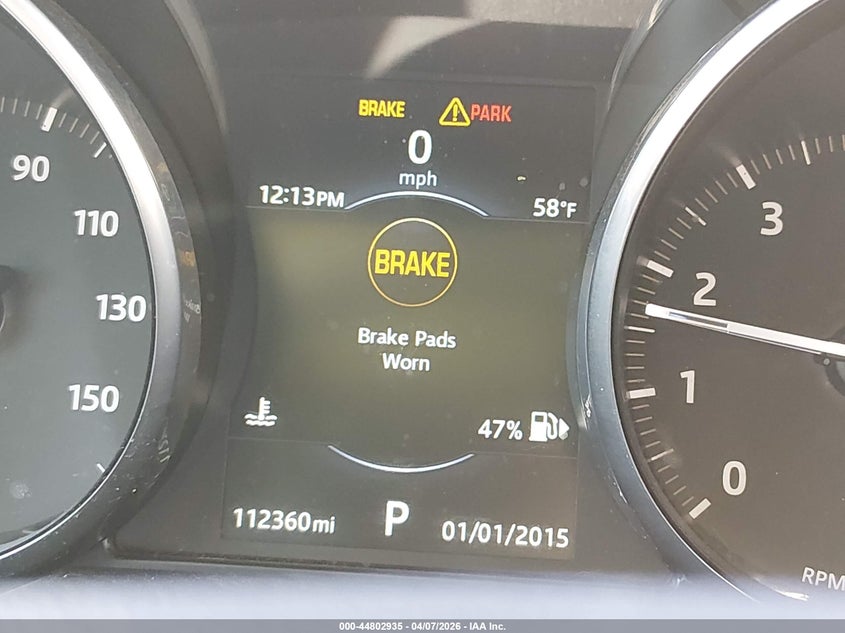 BRAKE PARK
0
mph
12:13PM 58°F
BRAKE
Brake Pads
Worn
47%
112360mi P 01/01/2015
90
110
130
150
3
2
1
0
RPM
000-44802935 - 04/07/2026 - IAA Inc.